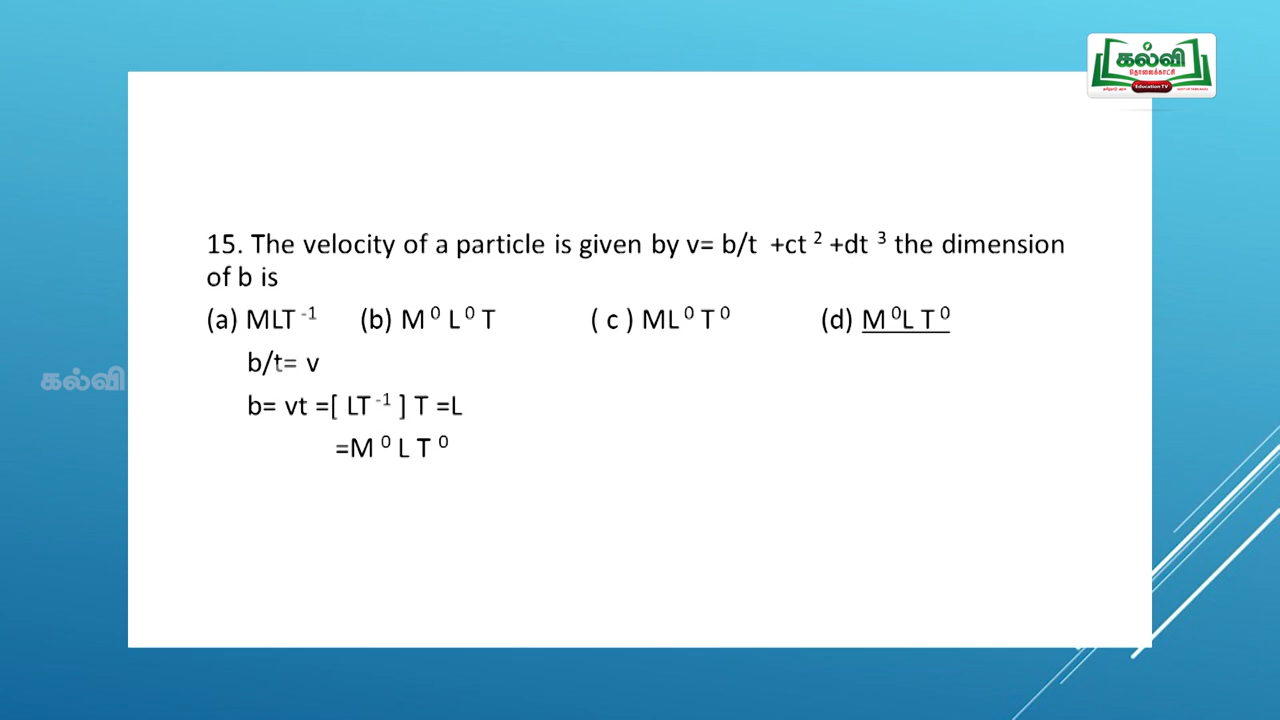 கல்வி
தொலைக்காட்சி
Education TV
15. The velocity of a particle is given by v= b/t +ct ² +dt ³ the dimension
of b is
(a) MLT ⁻¹ (b) M ⁰ L ⁰ T ( c ) ML ⁰ T ⁰ (d) M ⁰L T ⁰
b/t= v
கல்வி
b= vt =[ LT ⁻¹ ] T =L
=M ⁰ L T ⁰